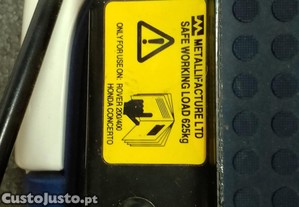 METALLIFACTURE LTD
SAFE WORKING LOAD 625kg
ONLY FOR USE ON: ROVER 200/400
HONDA CONCERTO
CustoJusto.pt